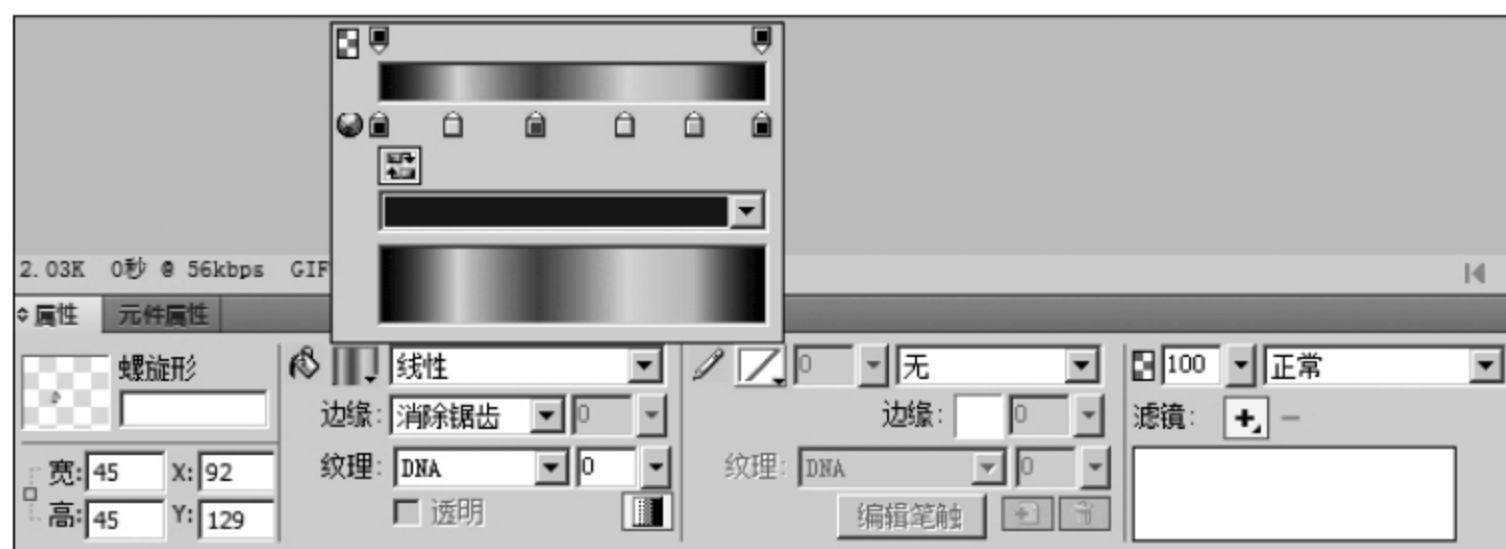 2.03K 0秒 @ 56kbps GIF
属性 元件属性
螺旋形 线性 0 无 100 正常
边缘: 消除锯齿 0 边缘: 0 滤镜:
宽: 45 X: 92 纹理: DNA 0 纹理: DNA 0
高: 45 Y: 129 透明 编辑笔触